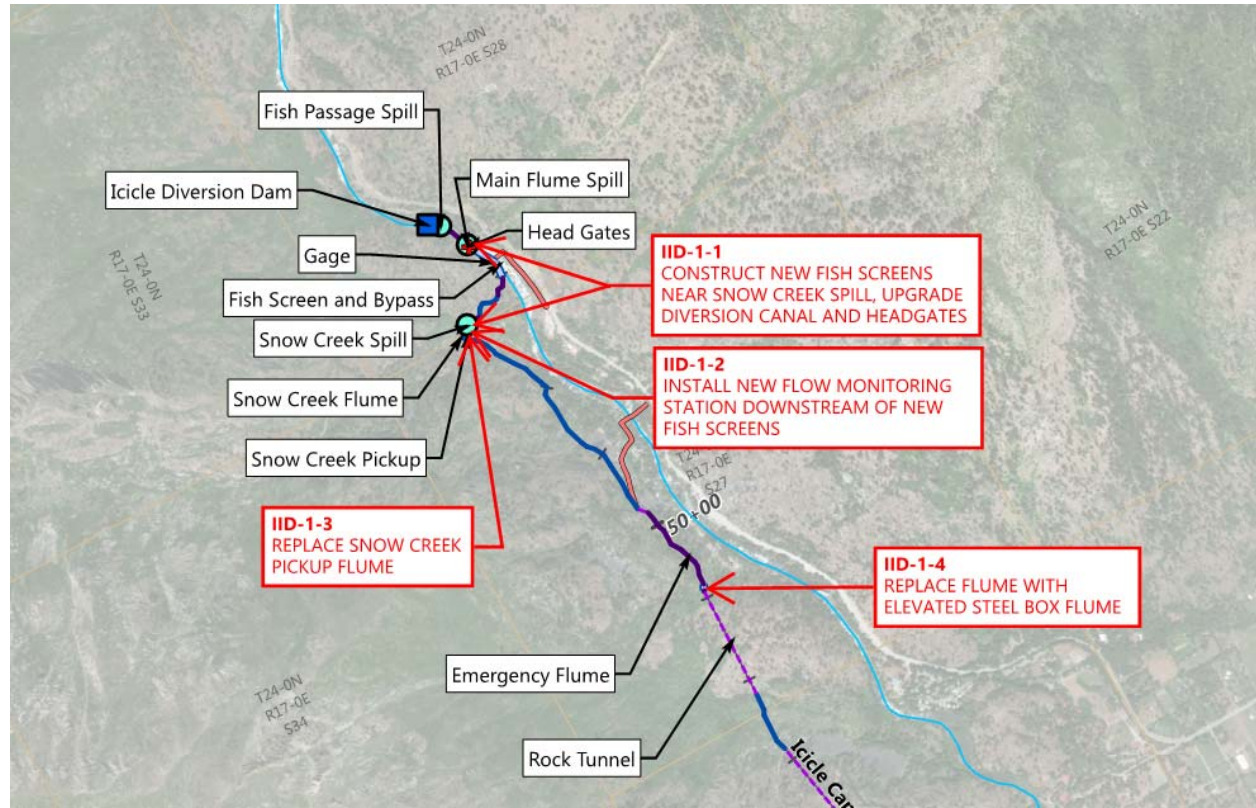 T24-0N
R17-0E S28
Fish Passage Spill
Main Flume Spill
Icicle Diversion Dam
Head Gates
T24-0N
R17-0E S22
Gage
T24-0N
R17-0E S33
Fish Screen and Bypass
IID-1-1
CONSTRUCT NEW FISH SCREENS
NEAR SNOW CREEK SPILL, UPGRADE
DIVERSION CANAL AND HEADGATES
Snow Creek Spill
IID-1-2
INSTALL NEW FLOW MONITORING
STATION DOWNSTREAM OF NEW
FISH SCREENS
Snow Creek Flume
Snow Creek Pickup
T24-0N
R17-0E
S27
50+00
IID-1-3
REPLACE SNOW CREEK
PICKUP FLUME
IID-1-4
REPLACE FLUME WITH
ELEVATED STEEL BOX FLUME
Emergency Flume
T24-0N
R17-0E
S34
Rock Tunnel
Icicle